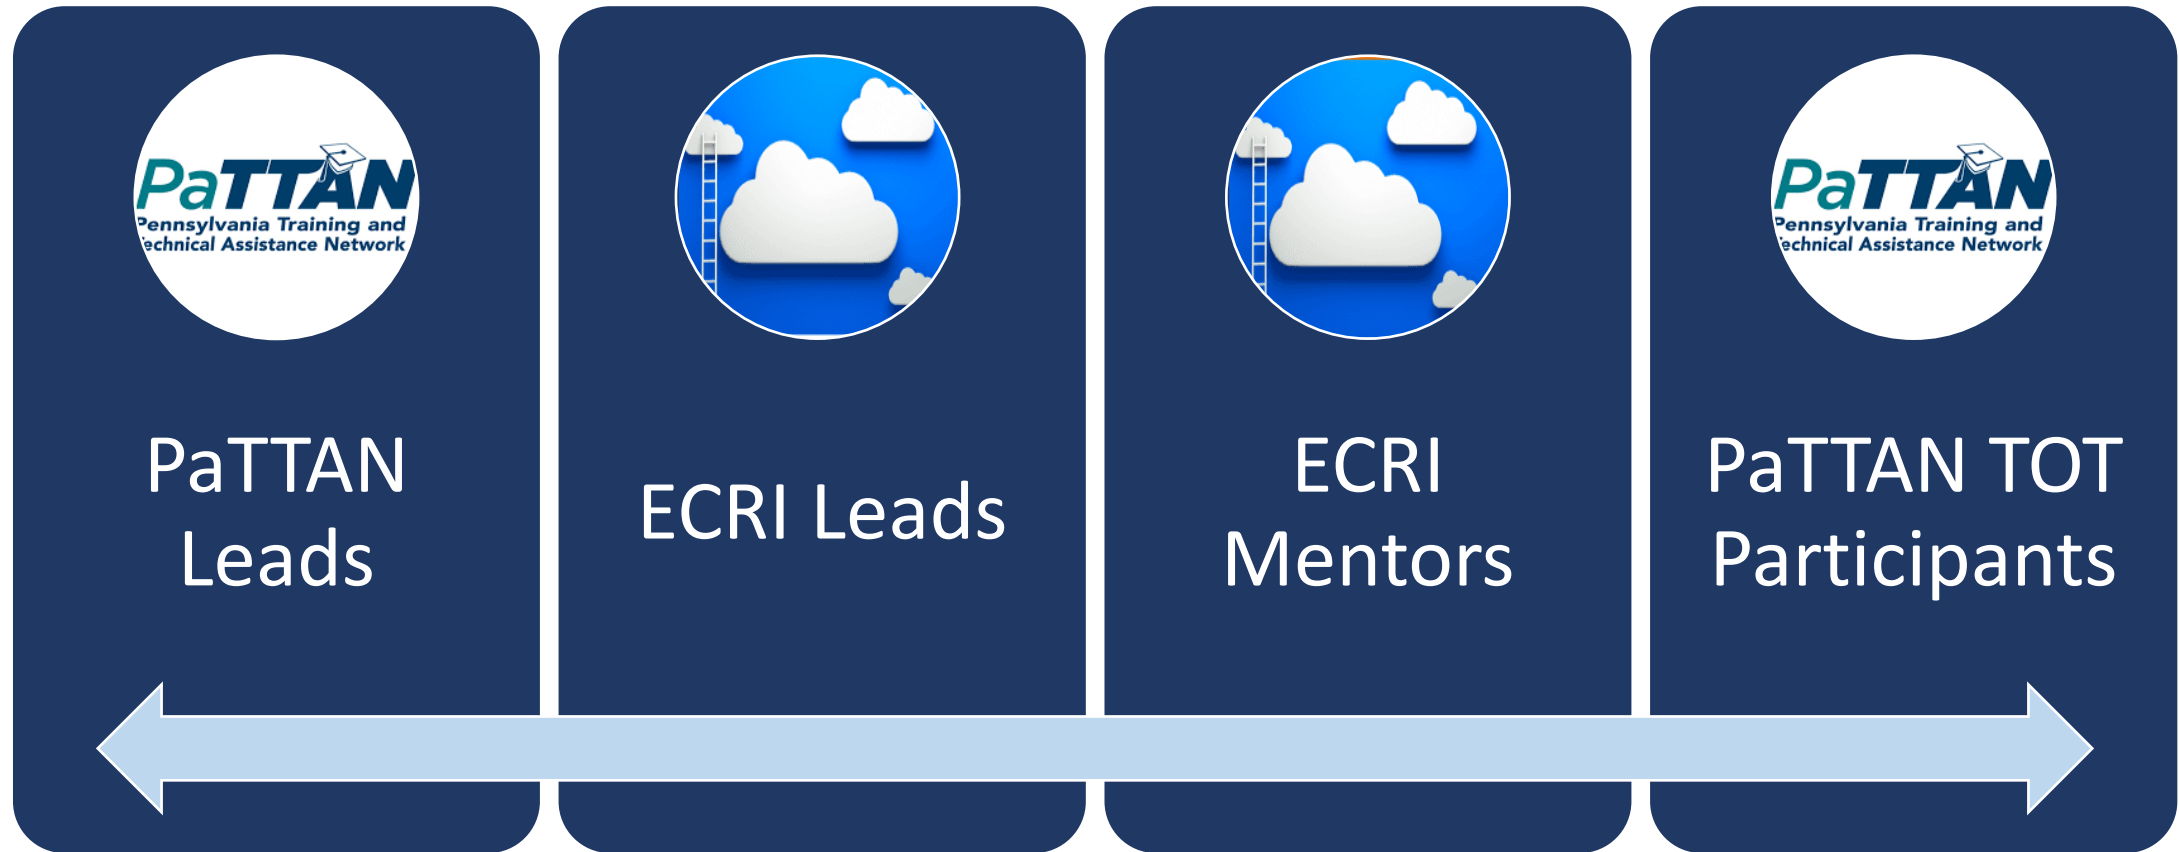 PaTTAN
Pennsylvania Training and
echnical Assistance Network
PaTTAN
Leads
ECRI Leads
ECRI
Mentors
PaTTAN
Pennsylvania Training and
echnical Assistance Network
PaTTAN TOT
Participants